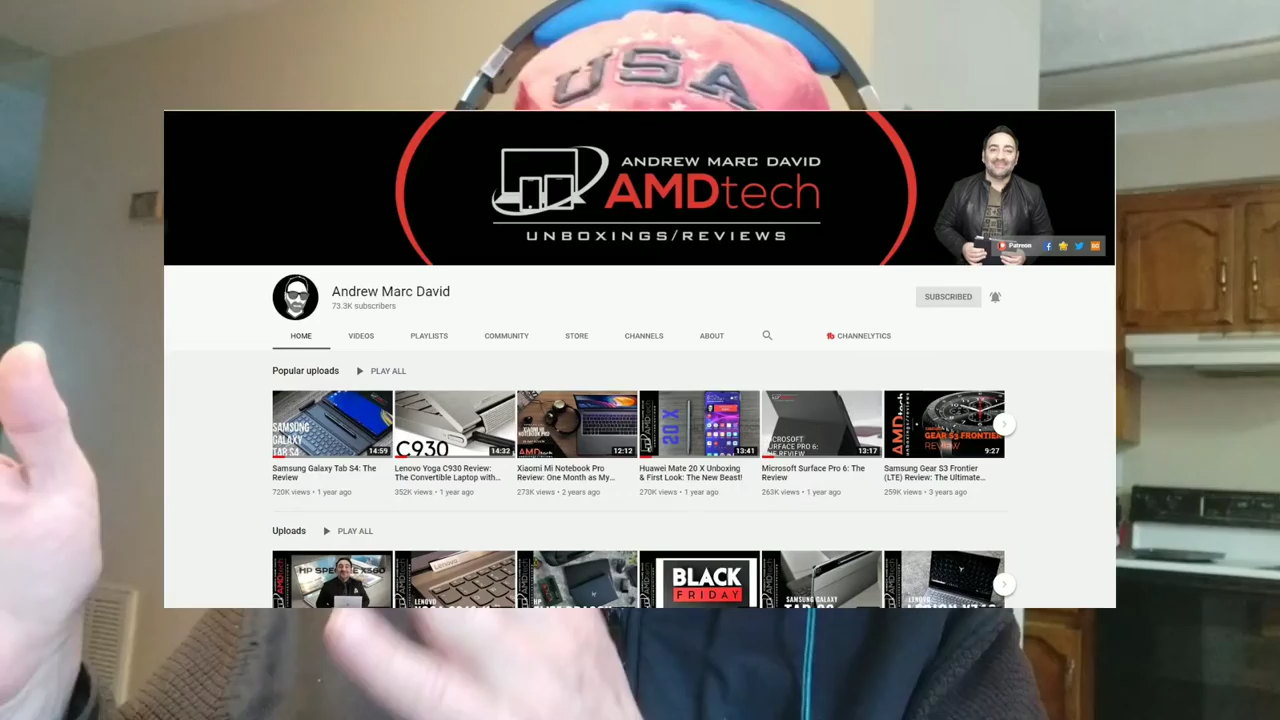 USA
ANDREW MARC DAVID
AMDtech
UNBOXINGS/REVIEWS
Patreon
Andrew Marc David
73.3K subscribers
SUBSCRIBED
HOME VIDEOS PLAYLISTS COMMUNITY STORE CHANNELS ABOUT CHANNELYTICS
Popular uploads PLAY ALL
SAMSUNG
GALAXY
TAB S4
14:59
C930
14:32
12:12
20 X
13:41
MICROSOFT
SURFACE PRO 6:
THE REVIEW
13:17
AMDtech
GEAR S3 FRONTIER
REVIEW
9:27
Samsung Galaxy Tab S4: The
Review
720K views • 1 year ago
Lenovo Yoga C930 Review:
The Convertible Laptop with...
352K views • 1 year ago
Xiaomi Mi Notebook Pro
Review: One Month as My...
273K views • 2 years ago
Huawei Mate 20 X Unboxing
& First Look: The New Beast!
270K views • 1 year ago
Microsoft Surface Pro 6: The
Review
263K views • 1 year ago
Samsung Gear S3 Frontier
(LTE) Review: The Ultimate...
259K views • 3 years ago
Uploads PLAY ALL
AMDtech
LENOVO
HP
BLACK
FRIDAY
SAMSUNG GALAXY
LENOVO